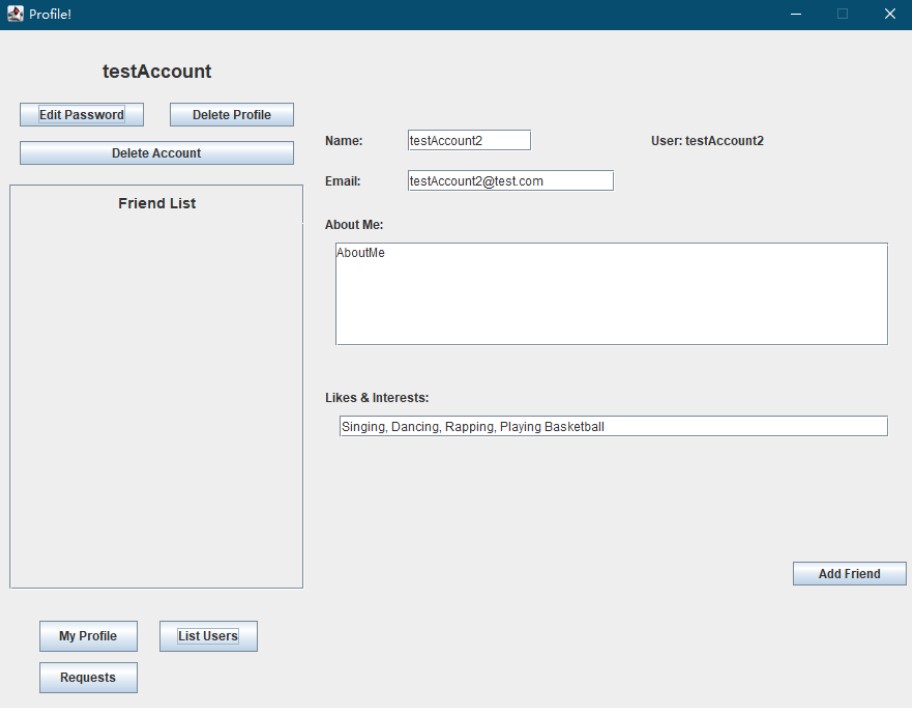 Profile!
testAccount
Edit Password
Delete Profile
Delete Account
Friend List
My Profile
List Users
Requests
Name:
testAccount2
User: testAccount2
Email:
testAccount2@test.com
About Me:
AboutMe
Likes & Interests:
Singing, Dancing, Rapping, Playing Basketball
Add Friend